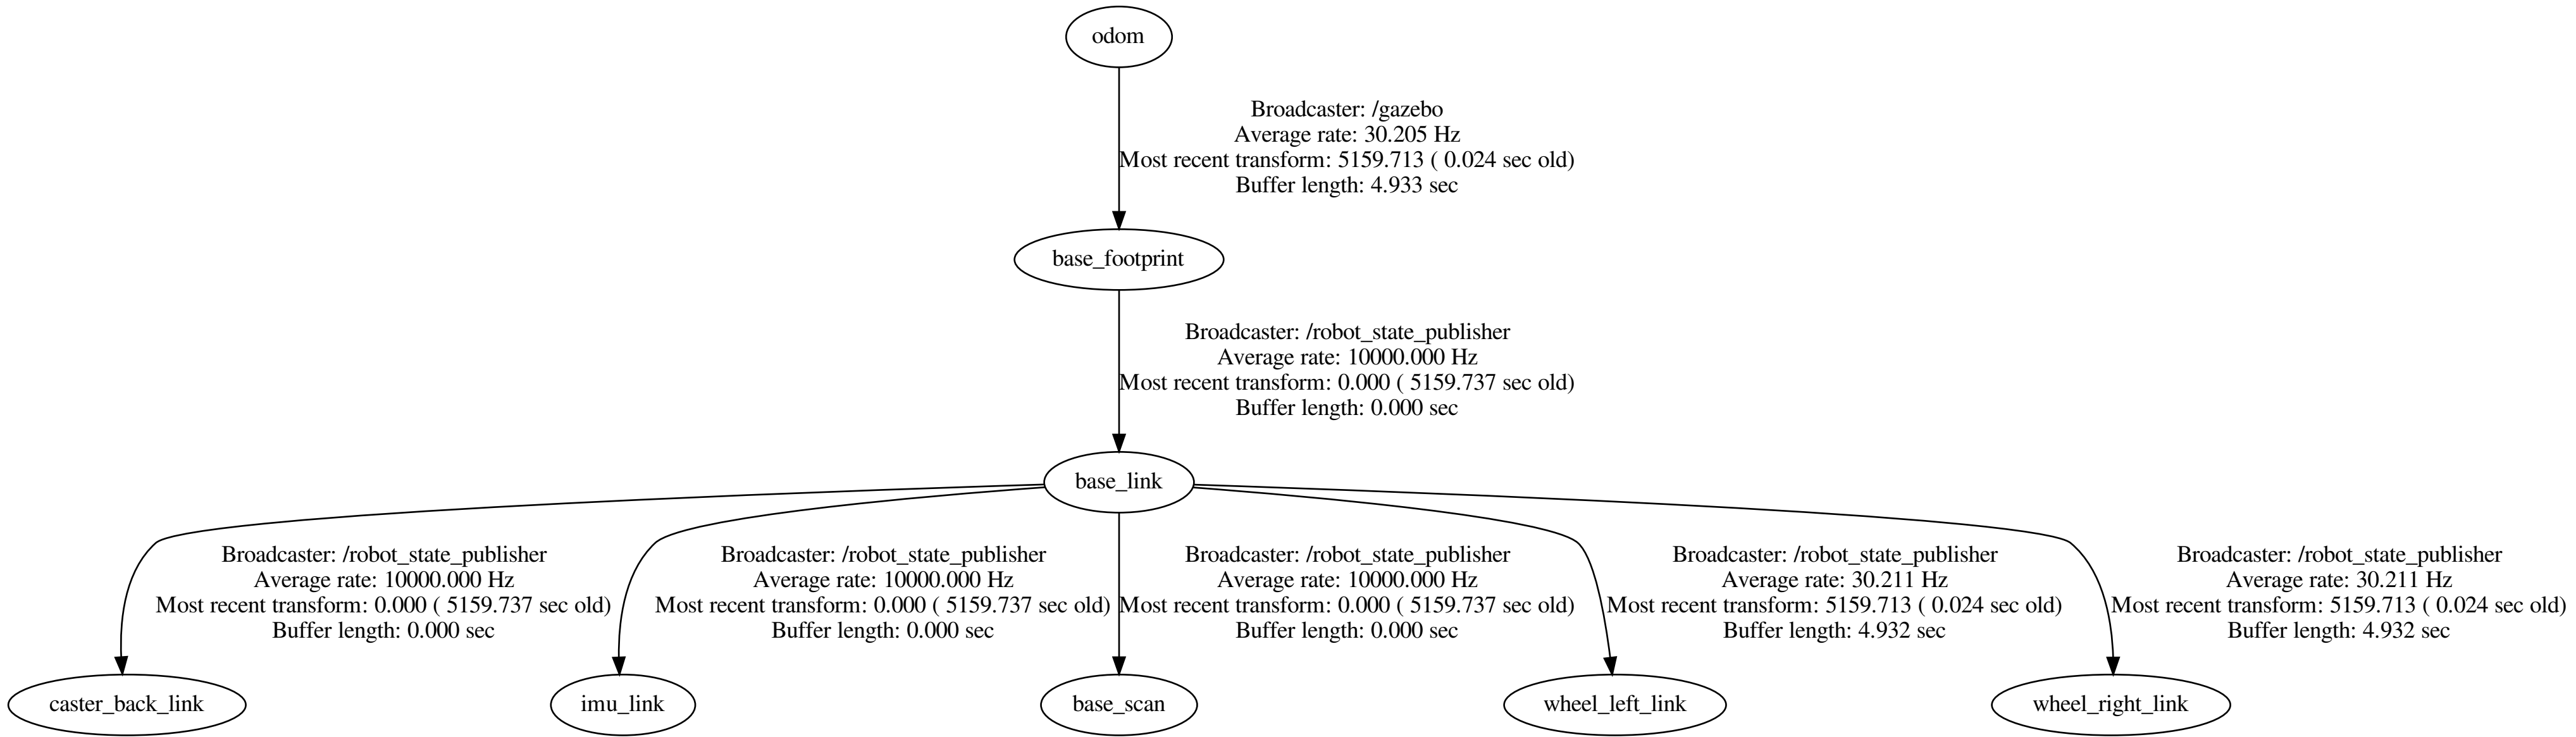 odom
Broadcaster: /gazebo
Average rate: 30.205 Hz
Most recent transform: 5159.713 ( 0.024 sec old)
Buffer length: 4.933 sec
base_footprint
Broadcaster: /robot_state_publisher
Average rate: 10000.000 Hz
Most recent transform: 0.000 ( 5159.737 sec old)
Buffer length: 0.000 sec
base_link
Broadcaster: /robot_state_publisher
Average rate: 10000.000 Hz
Most recent transform: 0.000 ( 5159.737 sec old)
Buffer length: 0.000 sec
Broadcaster: /robot_state_publisher
Average rate: 10000.000 Hz
Most recent transform: 0.000 ( 5159.737 sec old)
Buffer length: 0.000 sec
Broadcaster: /robot_state_publisher
Average rate: 10000.000 Hz
Most recent transform: 0.000 ( 5159.737 sec old)
Buffer length: 0.000 sec
Broadcaster: /robot_state_publisher
Average rate: 30.211 Hz
Most recent transform: 5159.713 ( 0.024 sec old)
Buffer length: 4.932 sec
Broadcaster: /robot_state_publisher
Average rate: 30.211 Hz
Most recent transform: 5159.713 ( 0.024 sec old)
Buffer length: 4.932 sec
caster_back_link
imu_link
base_scan
wheel_left_link
wheel_right_link